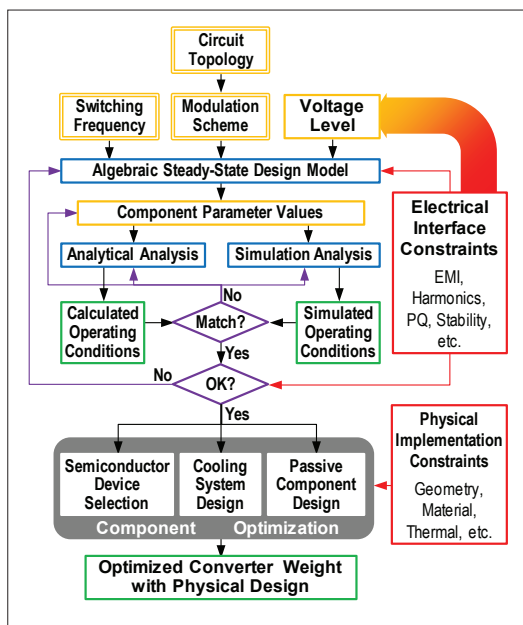 Circuit
Topology
Switching
Frequency
Modulation
Scheme
Voltage
Level
Algebraic Steady-State Design Model
Component Parameter Values
Electrical
Interface
Constraints
EMI,
Harmonics,
PQ, Stability,
etc.
Analytical Analysis
Simulation Analysis
No
Calculated
Operating
Conditions
Match?
Simulated
Operating
Conditions
Yes
No
OK?
Yes
Physical
Implementation
Constraints
Geometry,
Material,
Thermal, etc.
Semiconductor
Device
Selection
Cooling
System
Design
Passive
Component
Design
Component Optimization
Optimized Converter Weight
with Physical Design